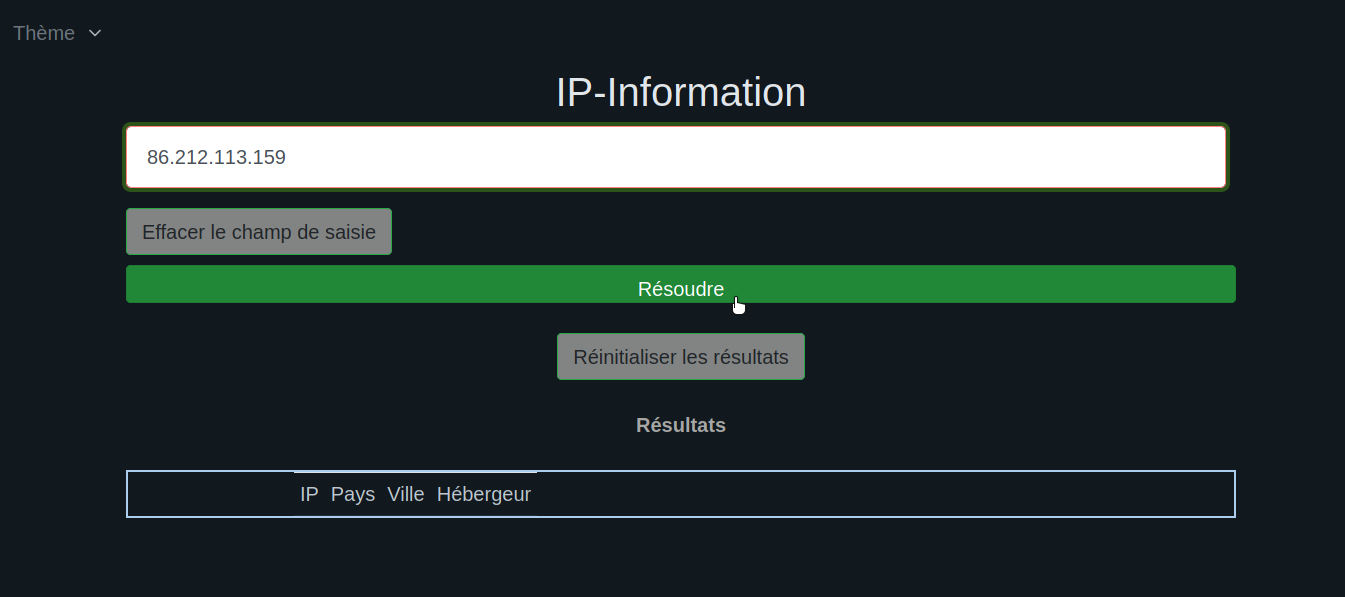 Thème
IP-Information
86.212.113.159
Effacer le champ de saisie
Résoudre
Réinitialiser les résultats
Résultats
IP Pays Ville Hébergeur